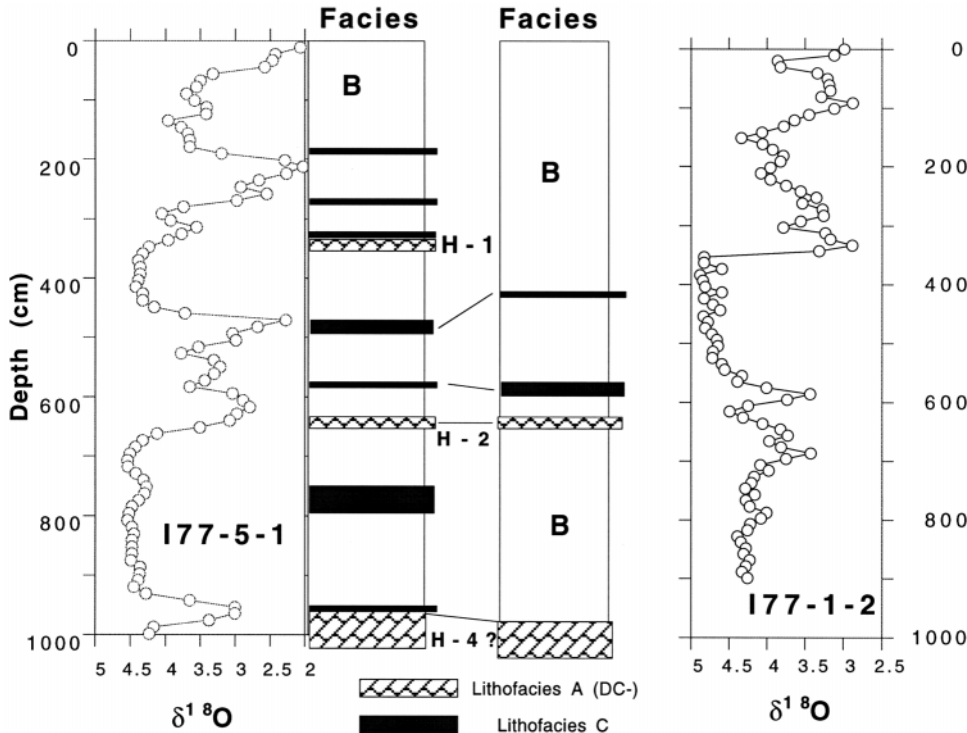 Facies
Facies
0
200
400
600
800
1000
Depth (cm)
5
4.5
4
3.5
3
2.5
2
δ18O
I77-5-1
B
H - 1
H - 2
H - 4 ?
B
B
0
200
400
600
800
1000
I77-1-2
5
4.5
4
3.5
3
2.5
δ18O
Lithofacies A (DC-)
Lithofacies C